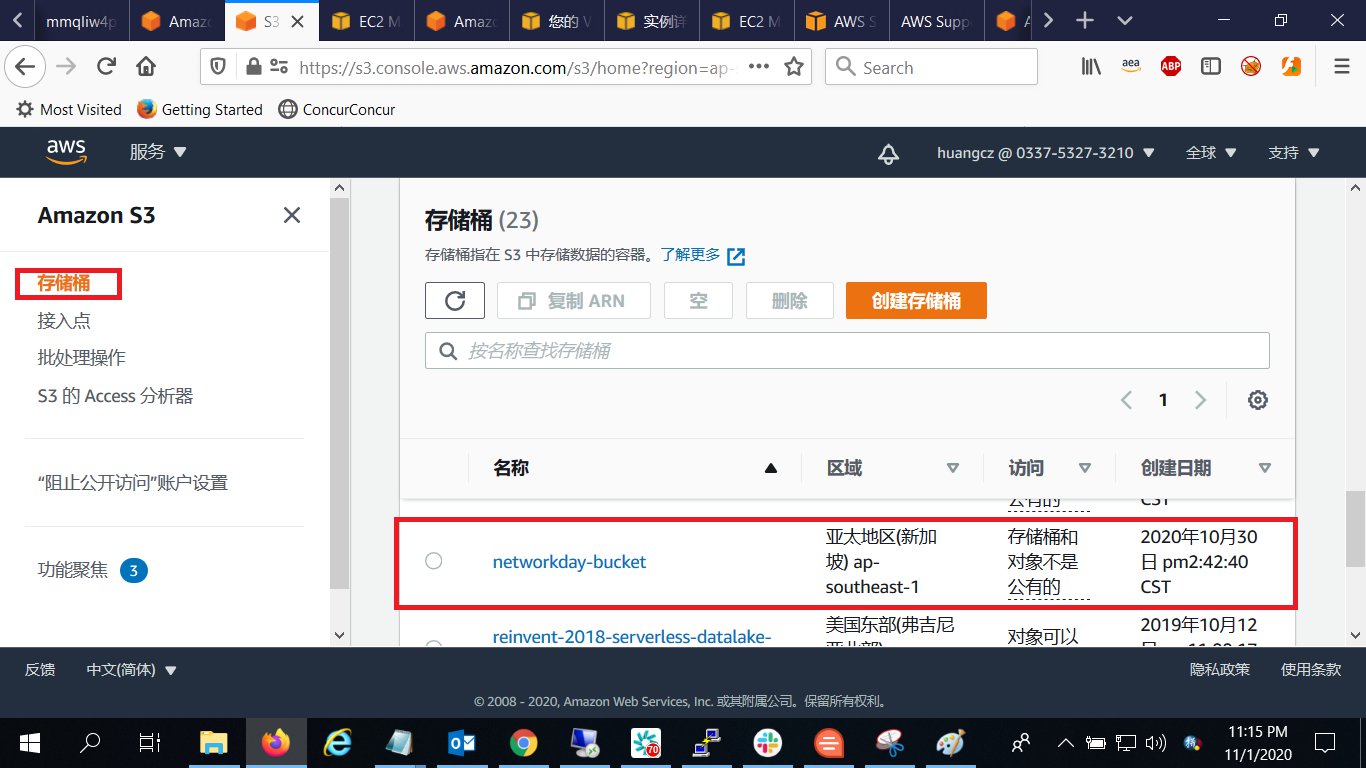 mmqliw4p
Amazo
S3
EC2 M
Amazo
您的 V
实例详
EC2 M
AWS S
AWS Supp
https://s3.console.aws.amazon.com/s3/home?region=ap-
Search
aea
ABP
Most Visited
Getting Started
ConcurConcur
aws
服务
huangcz @ 0337-5327-3210
全球
支持
Amazon S3
存储桶
接入点
批处理操作
S3 的 Access 分析器
“阻止公开访问”账户设置
功能聚焦 3
存储桶 (23)
存储桶指在 S3 中存储数据的容器。了解更多
复制 ARN
空
删除
创建存储桶
按名称查找存储桶
1
名称
区域
访问
创建日期
公有的
CST
networkday-bucket
亚太地区(新加
坡) ap-
southeast-1
存储桶和
对象不是
公有的
2020年10月30
日 pm2:42:40
CST
reinvent-2018-serverless-datalake-
美国东部(弗吉尼
对象可以
2019年10月12
反馈
中文(简体)
隐私政策
使用条款
© 2008 - 2020, Amazon Web Services, Inc. 或其附属公司。保留所有权利。
70
11:15 PM
11/1/2020